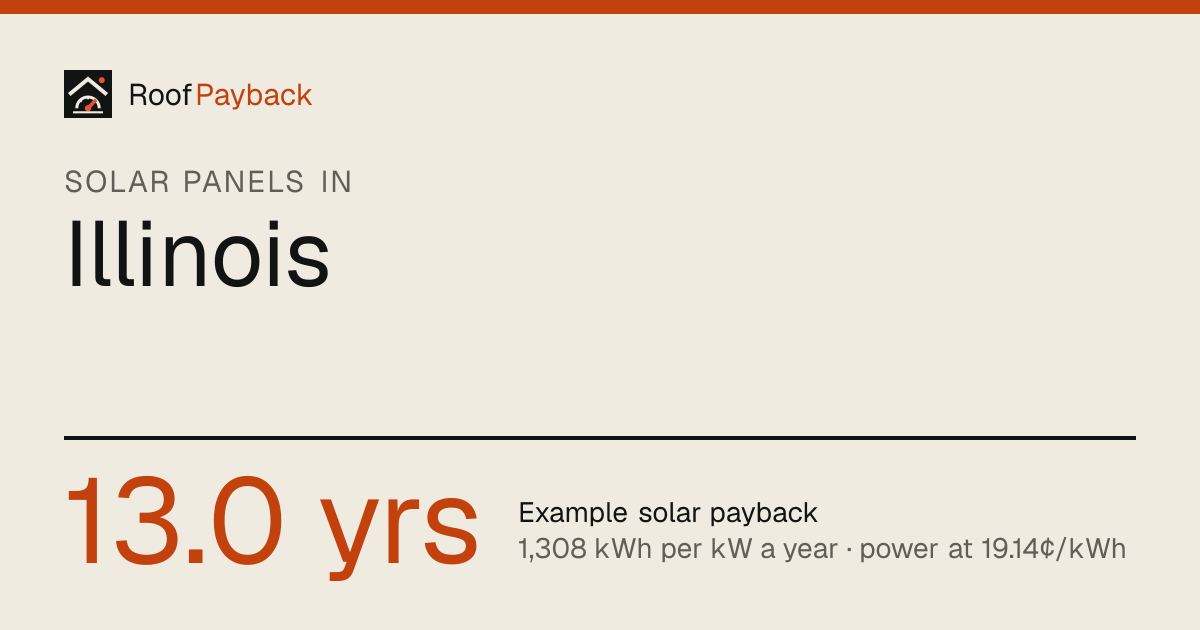 RoofPayback
SOLAR PANELS IN
Illinois
13.0 yrs
Example solar payback
1,308 kWh per kW a year · power at 19.14¢/kWh